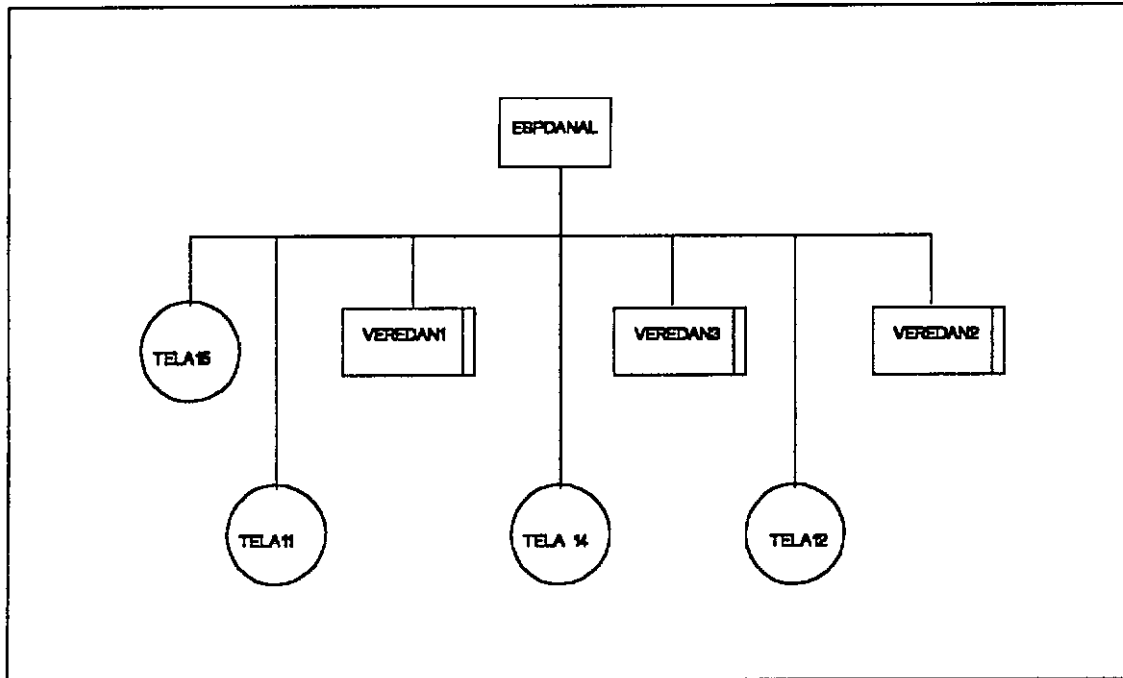 ESPDANAL
VEREDAN1
VEREDAN3
VEREDAN2
TELA15
TELA11
TELA 14
TELA12